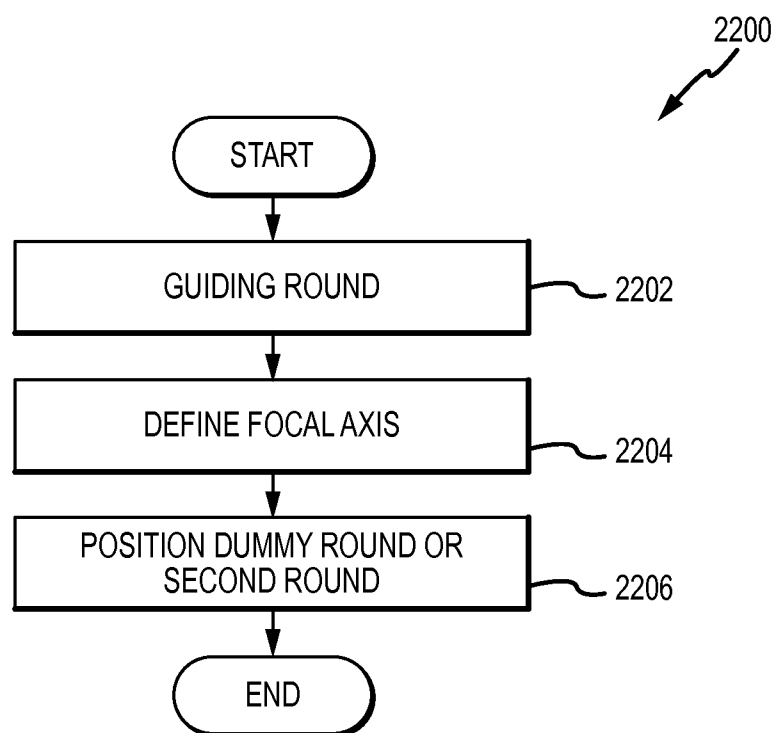 2200
START
GUIDING ROUND
2202
DEFINE FOCAL AXIS
2204
POSITION DUMMY ROUND OR
SECOND ROUND
2206
END